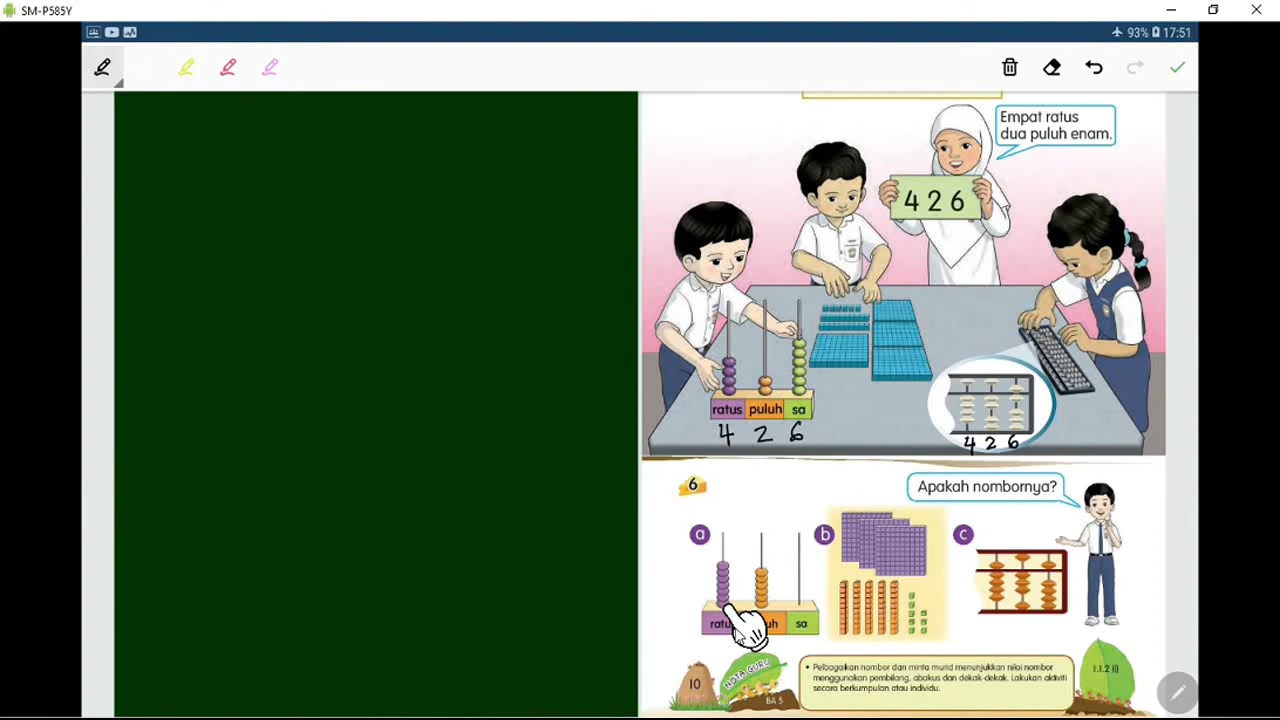 SM-P585Y
93% 17:51
Empat ratus
dua puluh enam.
4 2 6
ratus puluh sa
4 2 6
4 2 6
6
Apakah nombornya?
a
b
c
sa
10
NOTA GURU
BA 5
• Pelbagaikan nombor dan minta murid menunjukkan nilai nombor
menggunakan pembilang, abakus dan dekak-dekak. Lakukan aktiviti
secara berkumpulan atau individu.
1.1.2 (i)